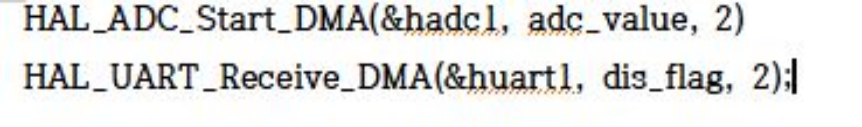 HAL_ADC_Start_DMA(&hadc1, adc_value, 2)
HAL_UART_Receive_DMA(&huart1, dis_flag, 2);